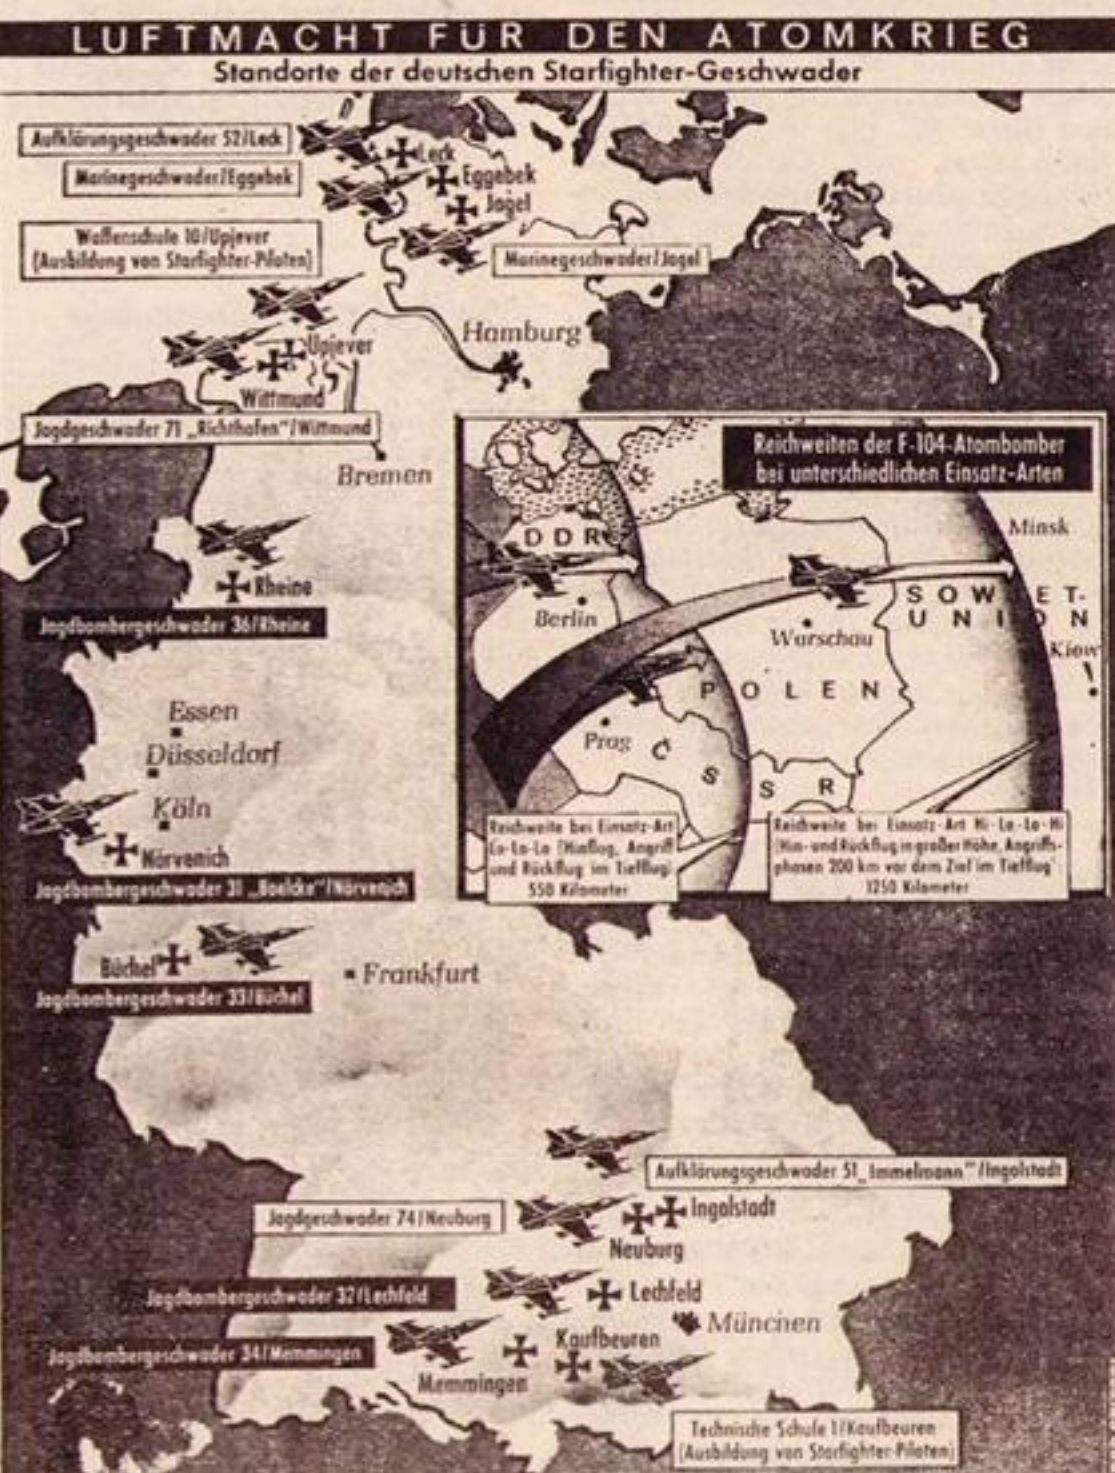 LUFTMACHT FÜR DEN ATOMKRIEG
Standorte der deutschen Starfighter-Geschwader
Aufklärungsgeschwader 52/Leck
Leck
Marinegeschwader/Eggebek
Eggebek
Jagel
Waffenschule 10/Upjever
(Ausbildung von Starfighter-Piloten)
Marinegeschwader/Jagel
Hamburg
Upjever
Wittmund
Jagdgeschwader 71 „Richthofen"/Wittmund
Bremen
Reichweiten der F-104-Atombomber
bei unterschiedlichen Einsatz-Arten
Minsk
DDR
Berlin
SOWJET-
UNION
Warschau
Kiew
POLEN
Prag
ČSSR
Reichweite bei Einsatz-Art
Lo-Lo-Lo (Hinflug, Angriff
und Rückflug im Tiefflug)
550 Kilometer
Reichweite bei Einsatz-Art Hi-Lo-Lo-Hi
(Hin- und Rückflug in großer Höhe, Angriffs-
phasen 200 km vor dem Ziel im Tiefflug
1250 Kilometer
Rheine
Jagdbombergeschwader 36/Rheine
Essen
Düsseldorf
Köln
Nörvenich
Jagdbombergeschwader 31 „Boelcke"/Nörvenich
Büchel
Frankfurt
Jagdbombergeschwader 33/Büchel
Aufklärungsgeschwader 51„Immelmann"/Ingolstadt
Jagdgeschwader 74/Neuburg
Ingolstadt
Neuburg
Jagdbombergeschwader 32/Lechfeld
Lechfeld
München
Jagdbombergeschwader 34/Memmingen
Kaufbeuren
Memmingen
Technische Schule 1/Kaufbeuren
(Ausbildung von Starfighter-Piloten)